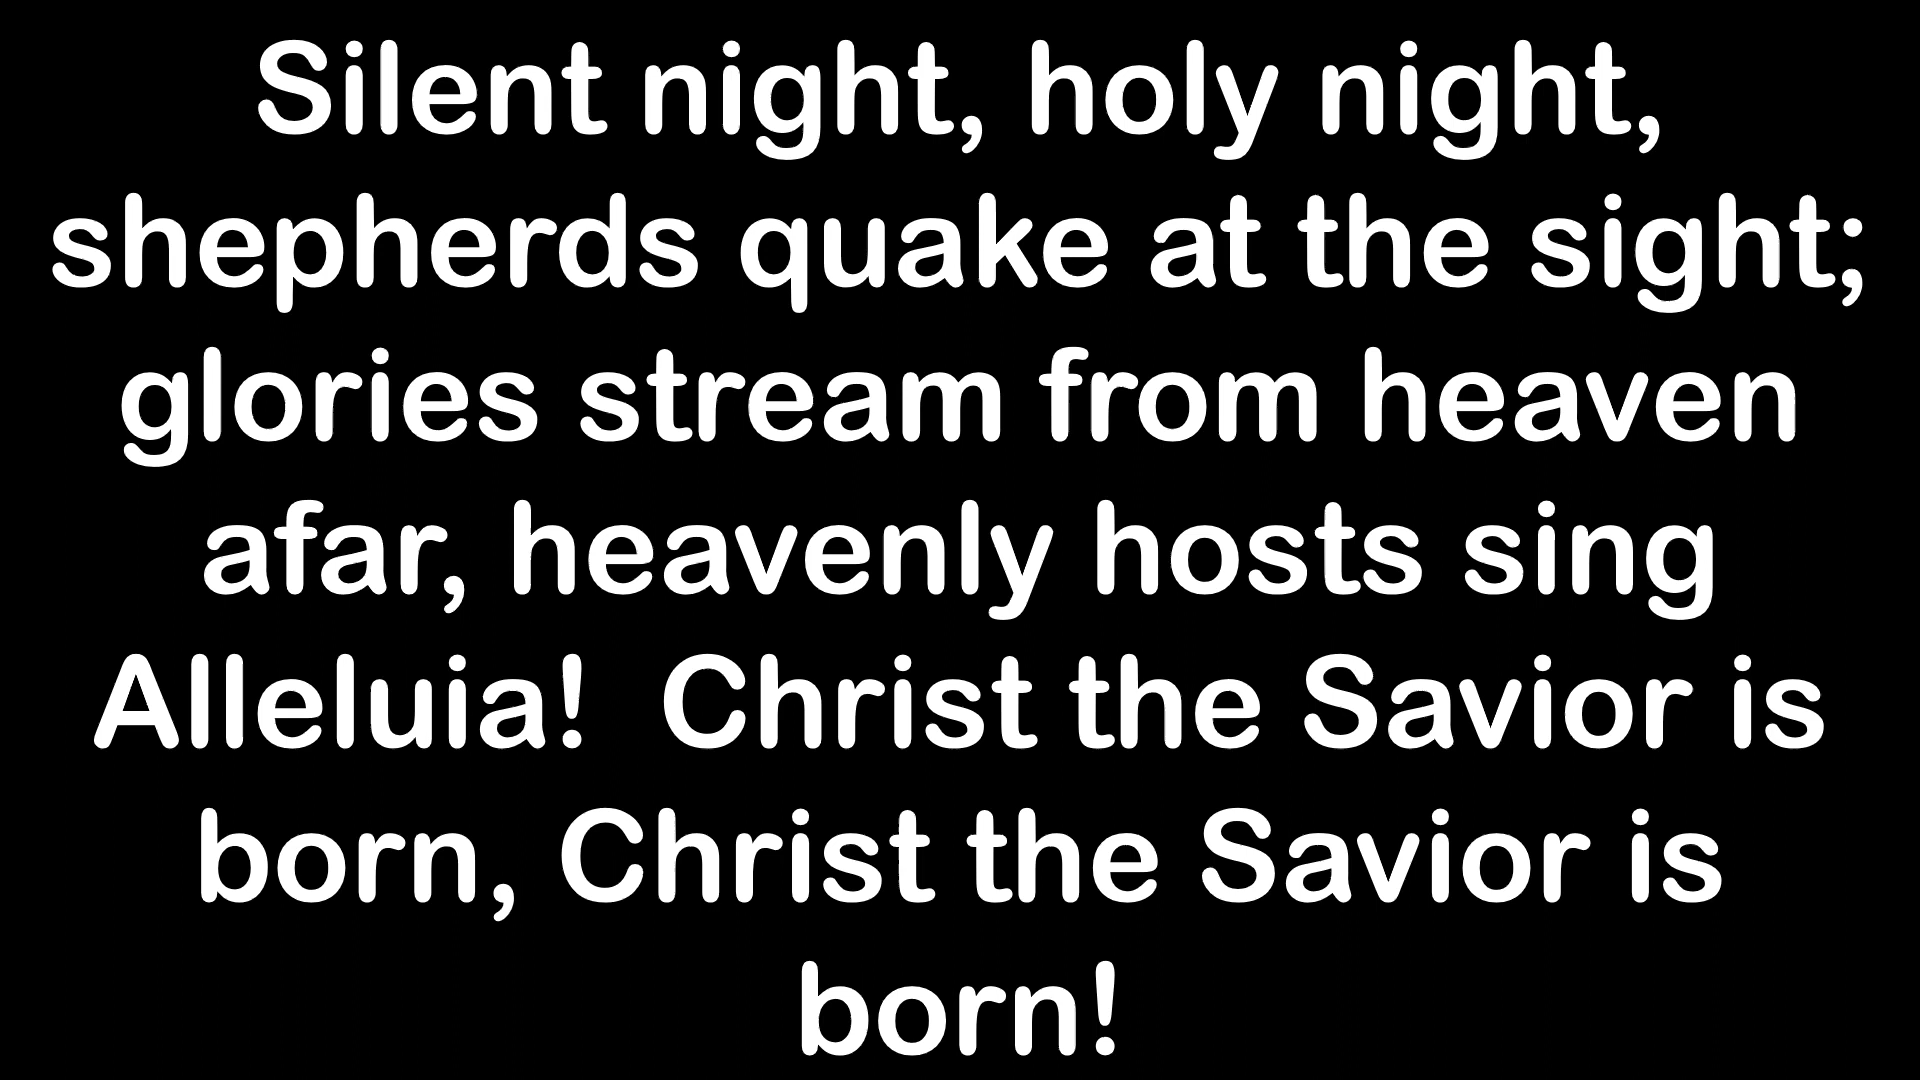 Silent night, holy night,
shepherds quake at the sight;
glories stream from heaven
afar, heavenly hosts sing
Alleluia!  Christ the Savior is
born, Christ the Savior is
born!